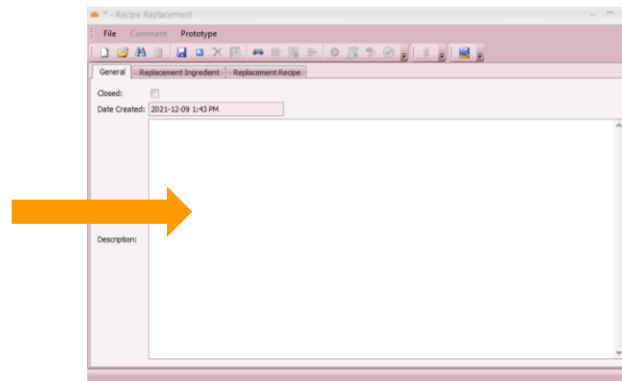 * - Recipe Replacement
File Comment Prototype
General Replacement Ingredient Replacement Recipe
Closed:
Date Created: 2021-12-09 1:43 PM
Description: